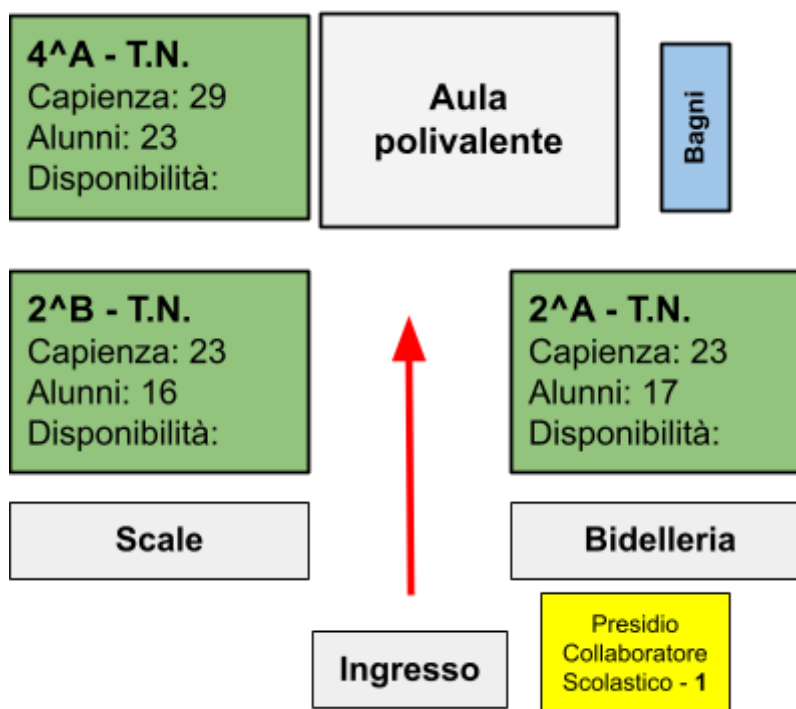 4^A - T.N.
Capienza: 29
Alunni: 23
Disponibilità:
Aula
polivalente
Bagni
2^B - T.N.
Capienza: 23
Alunni: 16
Disponibilità:
2^A - T.N.
Capienza: 23
Alunni: 17
Disponibilità:
Scale
Bidelleria
Ingresso
Presidio
Collaboratore
Scolastico - 1